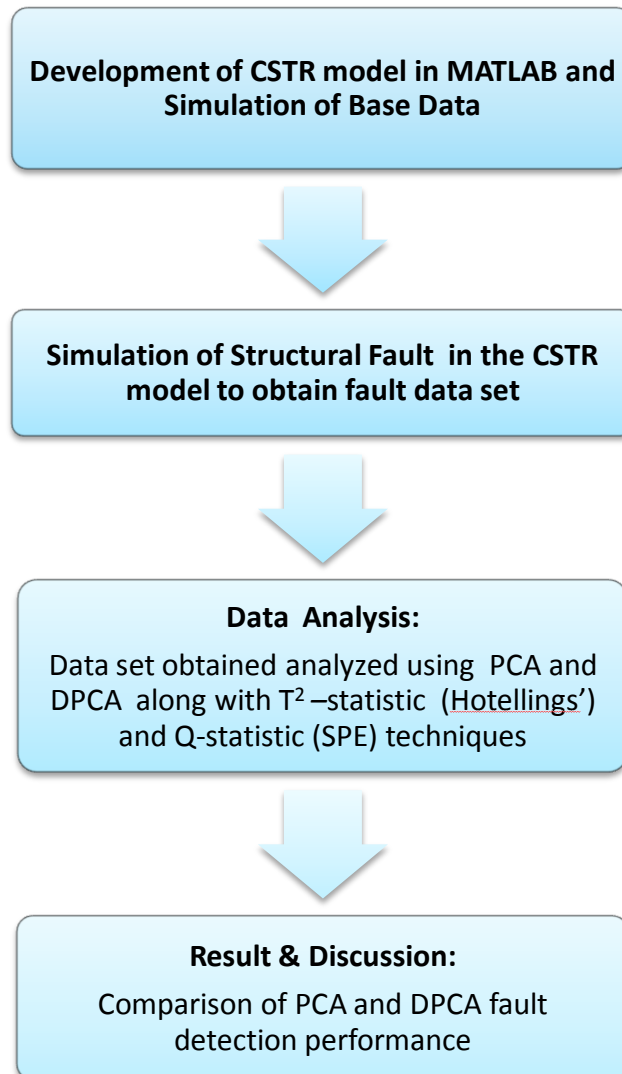 Development of CSTR model in MATLAB and
Simulation of Base Data
Simulation of Structural Fault in the CSTR
model to obtain fault data set
Data Analysis:
Data set obtained analyzed using PCA and
DPCA along with T² –statistic (Hotellings’)
and Q-statistic (SPE) techniques
Result & Discussion:
Comparison of PCA and DPCA fault
detection performance